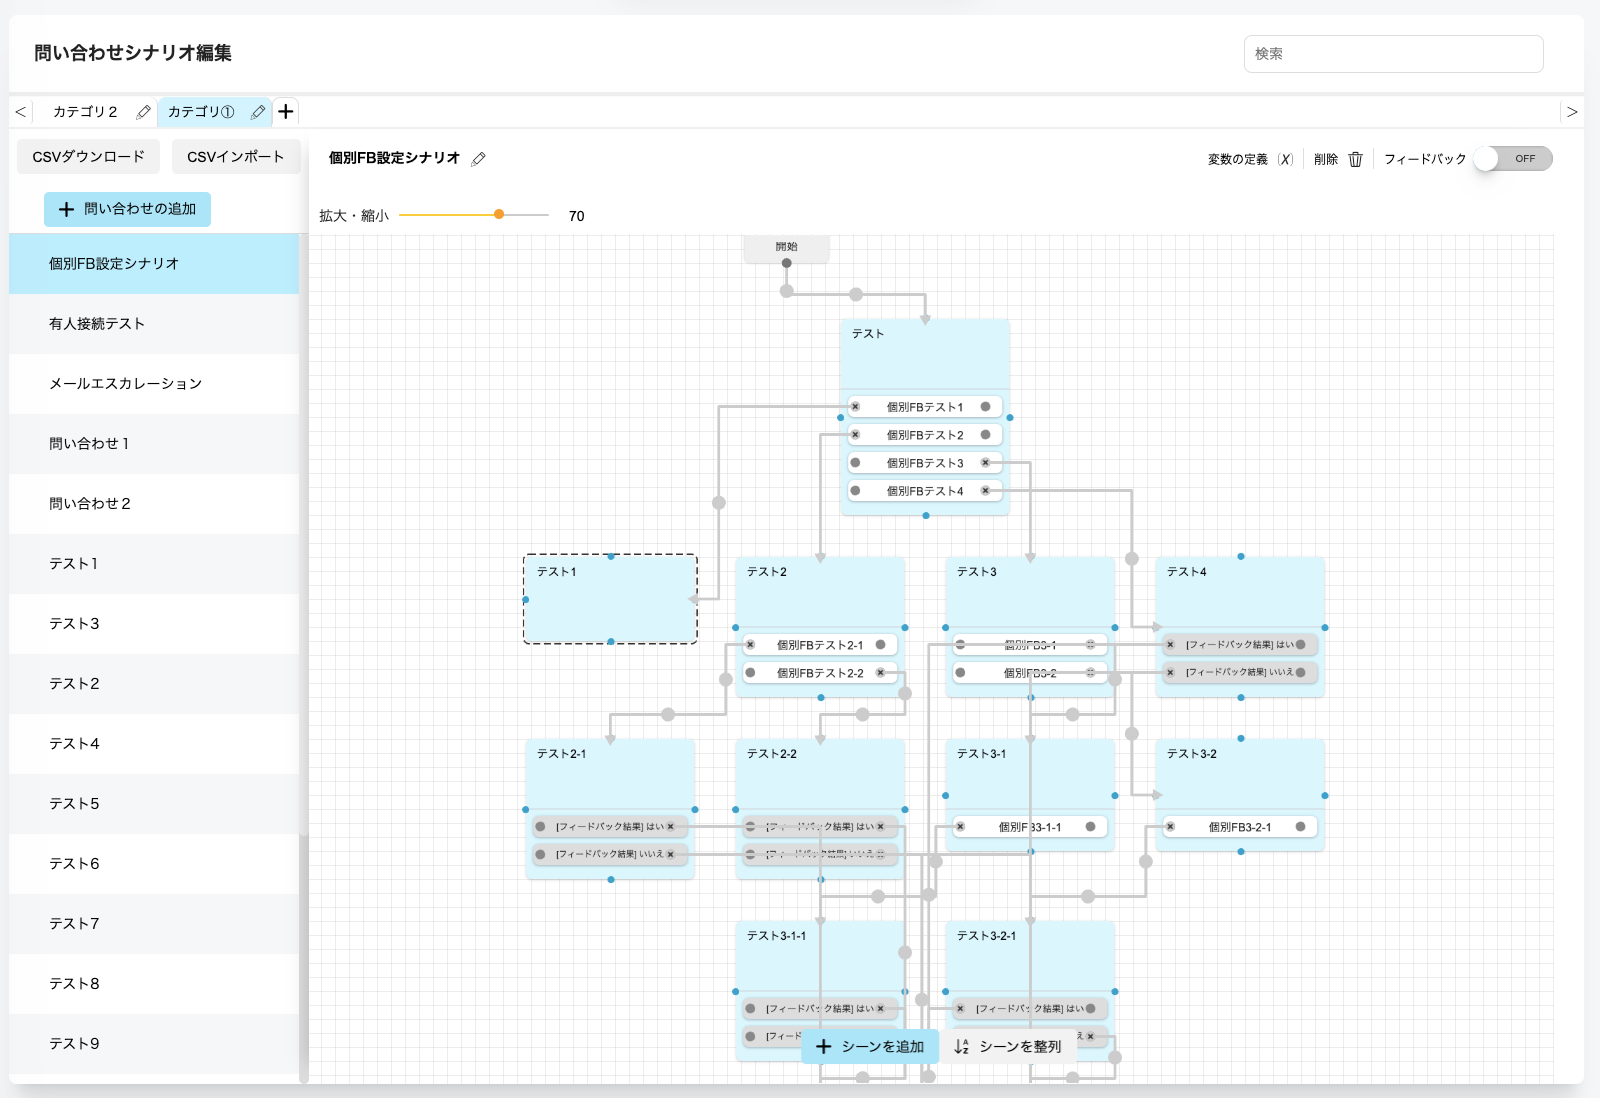 問い合わせシナリオ編集
検索
< カテゴリ２ カテゴリ① + >
CSVダウンロード CSVインポート
+ 問い合わせの追加
個別FB設定シナリオ
有人接続テスト
メールエスカレーション
問い合わせ１
問い合わせ２
テスト1
テスト3
テスト2
テスト4
テスト5
テスト6
テスト7
テスト8
テスト9
個別FB設定シナリオ
変数の定義 (X) 削除 フィードバック OFF
拡大・縮小 70
開始
テスト
個別FBテスト1
個別FBテスト2
個別FBテスト3
個別FBテスト4
テスト1
テスト2
個別FBテスト2-1
個別FBテスト2-2
テスト3
個別FB3-1
個別FB3-2
テスト4
[フィードバック結果] はい
[フィードバック結果] いいえ
テスト2-1
[フィードバック結果] はい
[フィードバック結果] いいえ
テスト2-2
[フィードバック結果] はい
[フィードバック結果] いいえ
テスト3-1
個別FB3-1-1
テスト3-2
個別FB3-2-1
テスト3-1-1
[フィードバック結果] はい
[フィード
テスト3-2-1
[フィードバック結果] はい
え
+ シーンを追加
シーンを整列